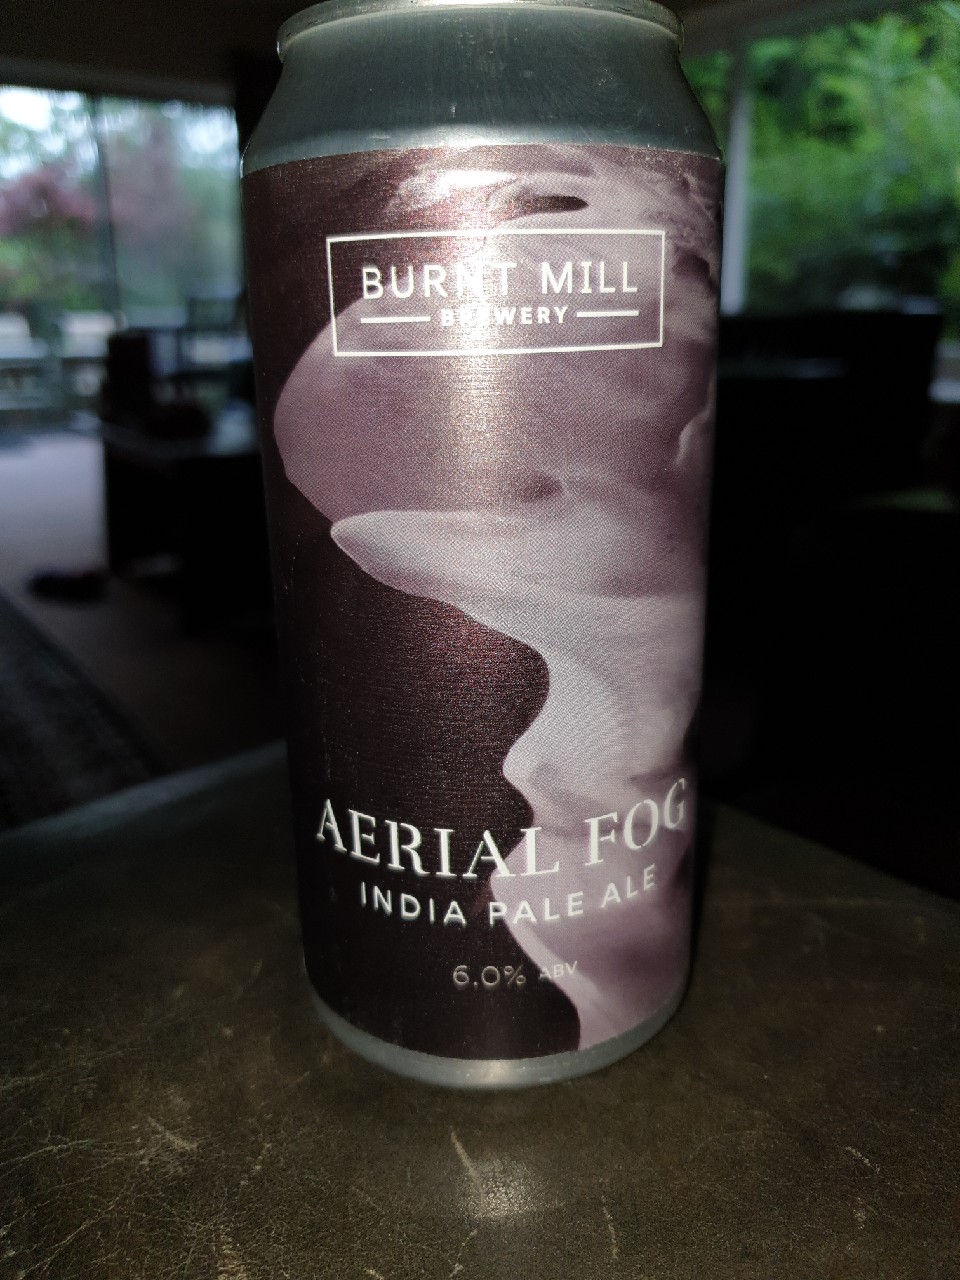 BURNT MILL
BREWERY
AERIAL FOG
INDIA PALE ALE
6.0% ABV